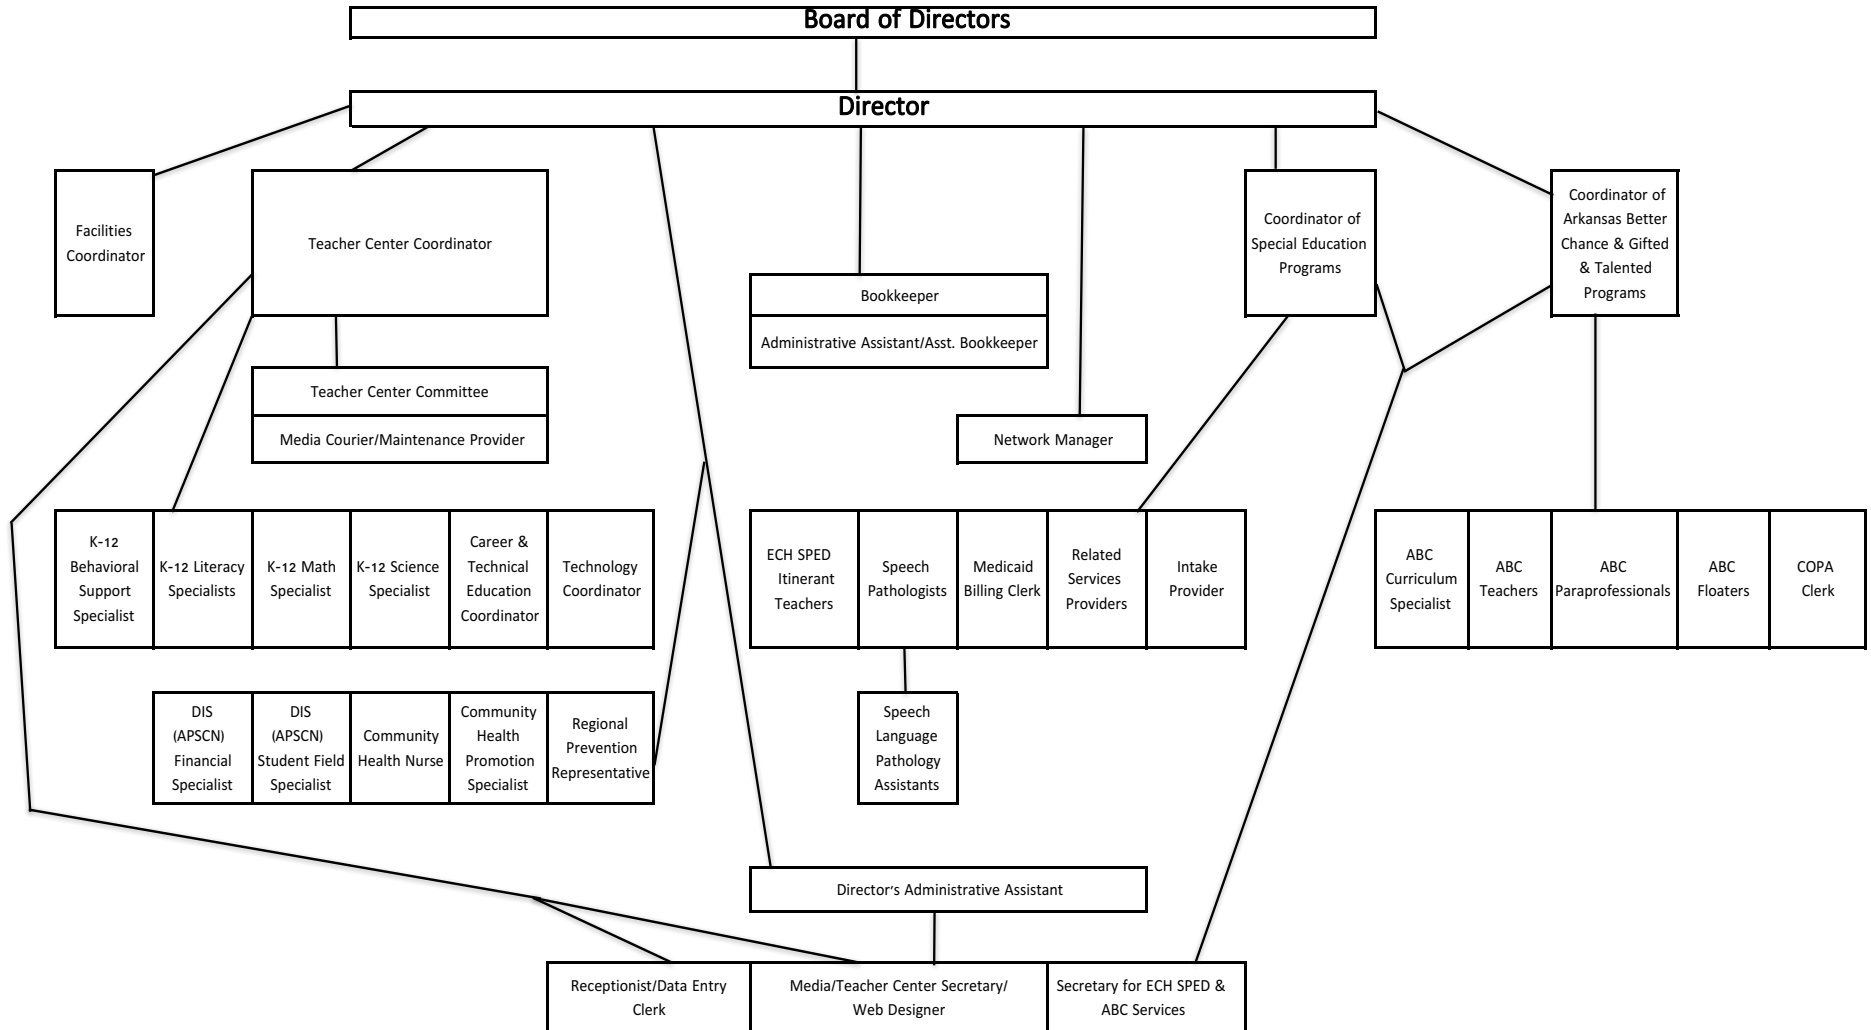 Board of Directors
Director
Facilities
Coordinator
Teacher Center Coordinator
Coordinator of
Special Education
Programs
Coordinator of
Arkansas Better
Chance & Gifted
& Talented
Programs
Bookkeeper
Administrative Assistant/Asst. Bookkeeper
Teacher Center Committee
Media Courier/Maintenance Provider
Network Manager
K-12
Behavioral
Support
Specialist
K-12 Literacy
Specialists
K-12 Math
Specialist
K-12 Science
Specialist
Career &
Technical
Education
Coordinator
Technology
Coordinator
ECH SPED
Itinerant
Teachers
Speech
Pathologists
Medicaid
Billing Clerk
Related
Services
Providers
Intake
Provider
ABC
Curriculum
Specialist
ABC
Teachers
ABC
Paraprofessionals
ABC
Floaters
COPA
Clerk
DIS
(APSCN)
Financial
Specialist
DIS
(APSCN)
Student Field
Specialist
Community
Health Nurse
Community
Health
Promotion
Specialist
Regional
Prevention
Representative
Speech
Language
Pathology
Assistants
Director's Administrative Assistant
Receptionist/Data Entry
Clerk
Media/Teacher Center Secretary/
Web Designer
Secretary for ECH SPED &
ABC Services